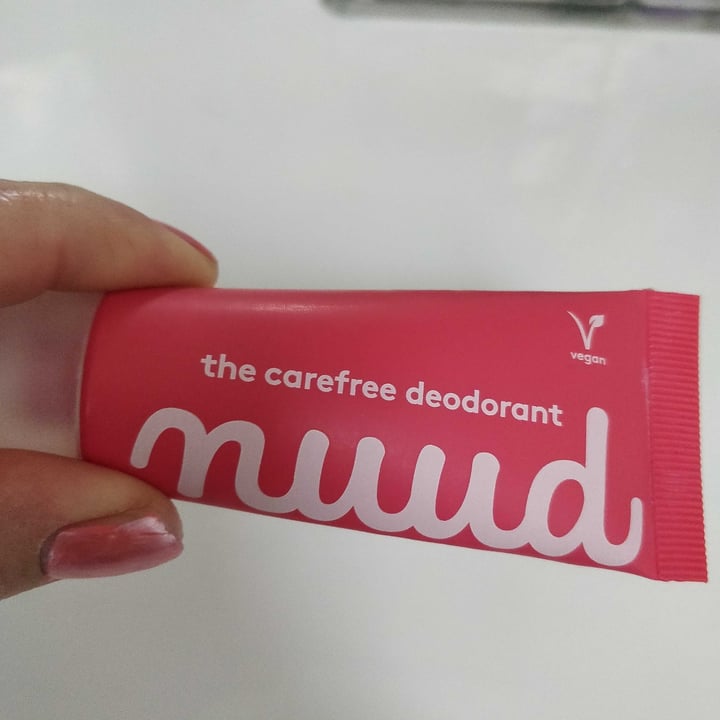 vegan
the carefree deodorant
nuud